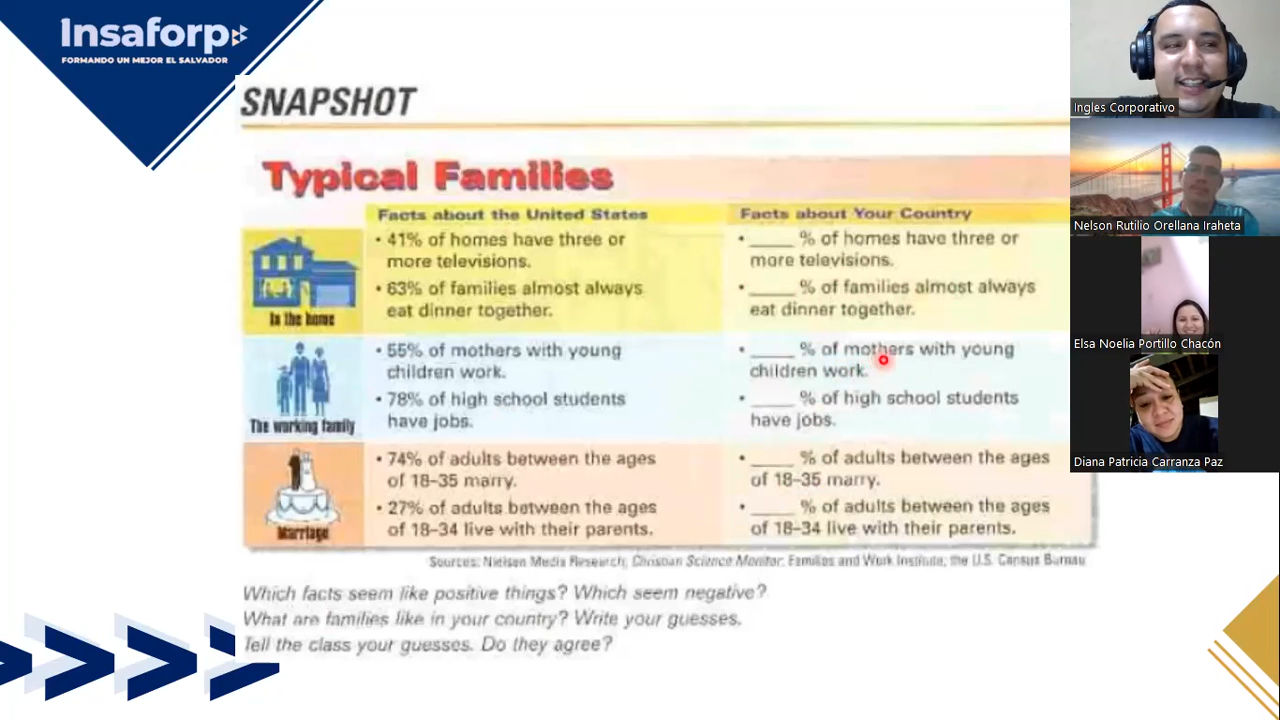 Insaforp
FORMANDO UN MEJOR EL SALVADOR
SNAPSHOT
Typical Families
Facts about the United States
Facts about Your Country
In the home
• 41% of homes have three or
more televisions.
• 63% of families almost always
eat dinner together.
• ____ % of homes have three or
more televisions.
• ____ % of families almost always
eat dinner together.
The working family
• 55% of mothers with young
children work.
• 78% of high school students
have jobs.
• ____ % of mothers with young
children work.
• ____ % of high school students
have jobs.
Marriage
• 74% of adults between the ages
of 18–35 marry.
• 27% of adults between the ages
of 18–34 live with their parents.
• ____ % of adults between the ages
of 18–35 marry.
• ____ % of adults between the ages
of 18–34 live with their parents.
Sources: Nielsen Media Research; Christian Science Monitor; Families and Work Institute; the U.S. Census Bureau
Which facts seem like positive things? Which seem negative?
What are families like in your country? Write your guesses.
Tell the class your guesses. Do they agree?
Ingles Corporativo
Nelson Rutilio Orellana Iraheta
Elsa Noelia Portillo Chacón
Diana Patricia Carranza Paz